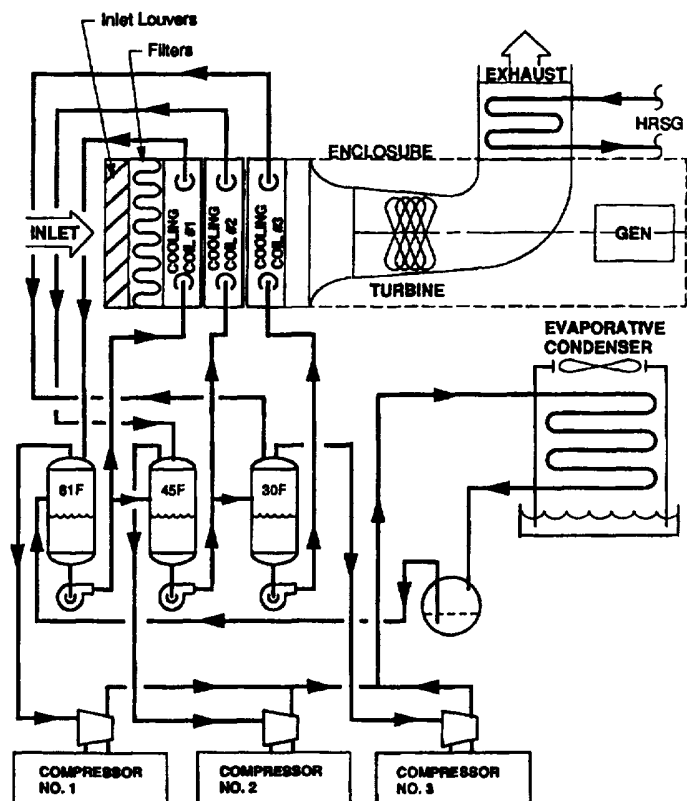 Inlet Louvers
Filters
EXHAUST
HRSG
ENCLOSURE
INLET
COOLING
COIL #1
COOLING
COIL #2
COOLING
COIL #3
GEN
TURBINE
EVAPORATIVE
CONDENSER
61F
45F
30F
COMPRESSOR
NO. 1
COMPRESSOR
NO. 2
COMPRESSOR
NO. 3